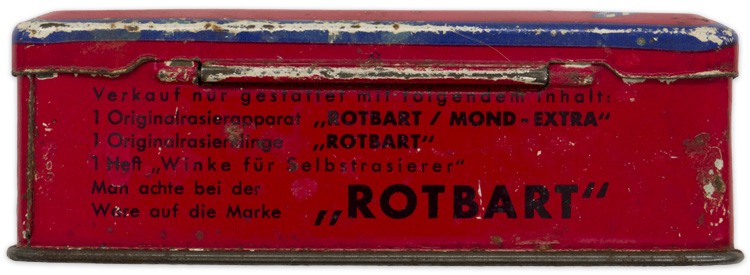 Verkauf nur gestattet mit folgendem Inhalt:
1 Originalrasierapparat „ROTBART / MOND-EXTRA“
1 Originalrasierklinge „ROTBART“
1 Heft „Winke für Selbstrasierer“
Man achte bei der
Ware auf die Marke „ROTBART“